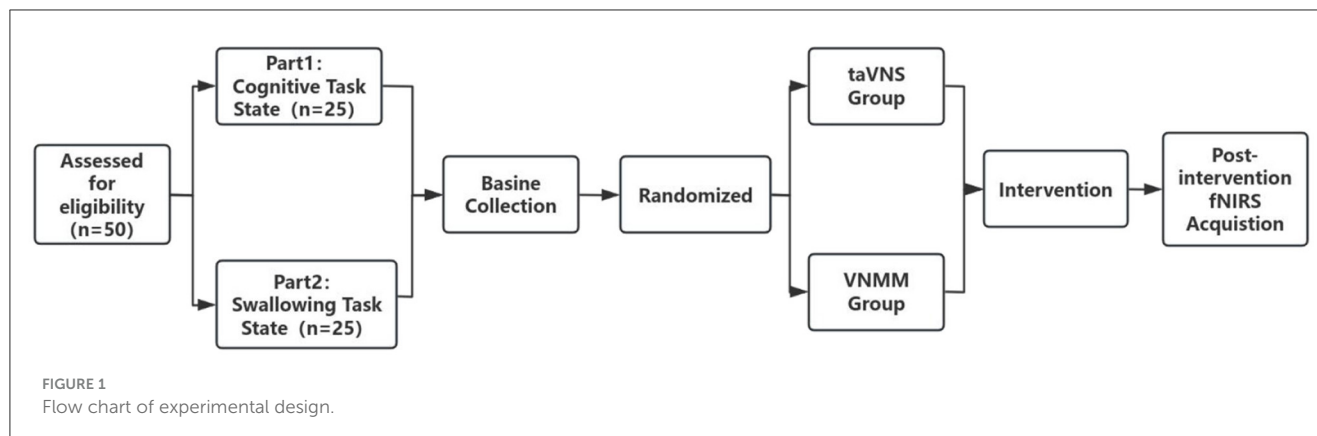 Assessed
for
eligibility
(n=50)
Part1:
Cognitive Task
State (n=25)
Part2:
Swallowing Task
State (n=25)
Basine
Collection
Randomized
taVNS
Group
VNMM
Group
Intervention
Post-
intervention
fNIRS
Acquistion
FIGURE 1
Flow chart of experimental design.